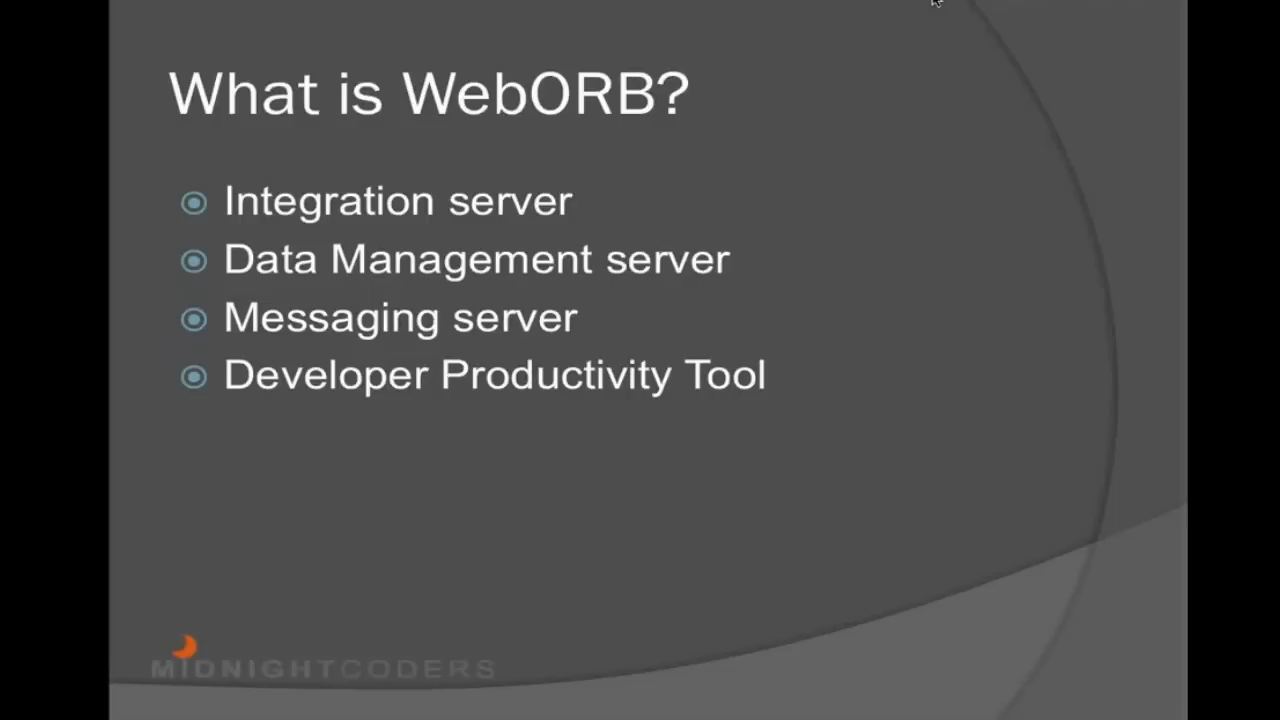 What is WebORB?
Integration server
Data Management server
Messaging server
Developer Productivity Tool
MIDNIGHTCODERS